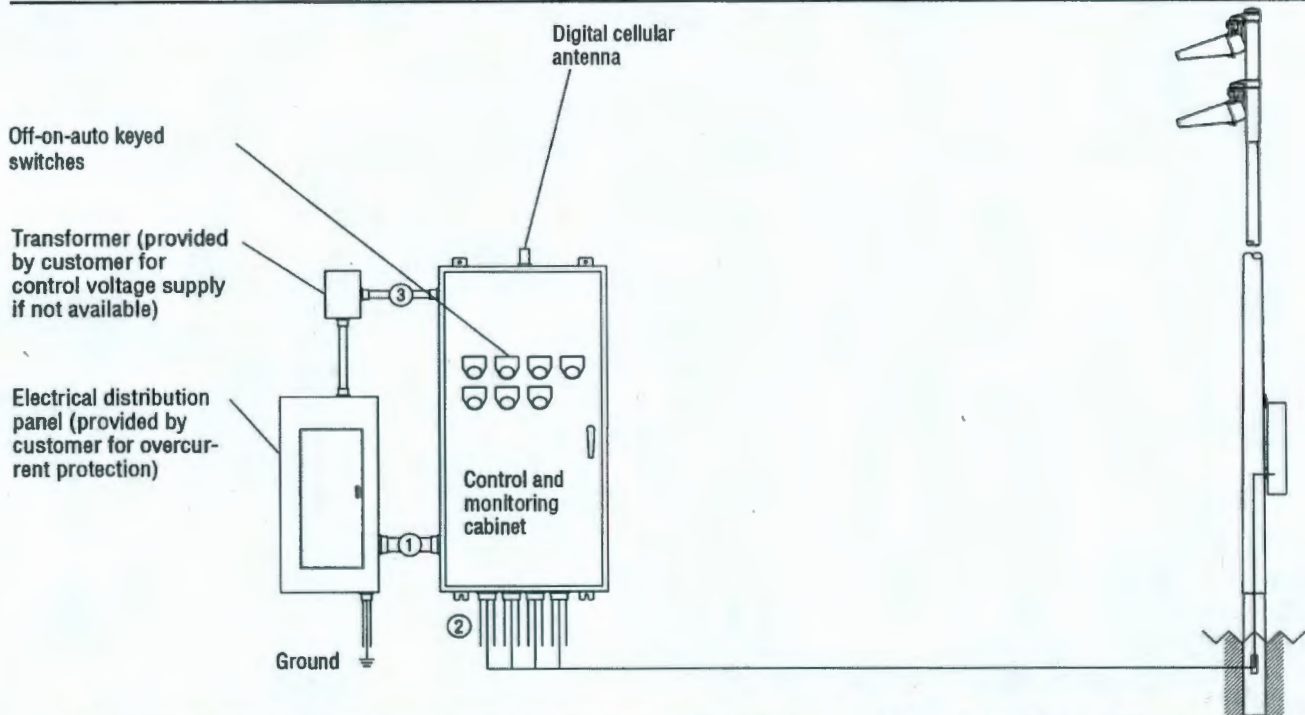 Digital cellular
antenna
Off-on-auto keyed
switches
Transformer (provided
by customer for
control voltage supply
if not available)
3
Electrical distribution
panel (provided by
customer for overcur-
rent protection)
Control and
monitoring
cabinet
1
2
Ground